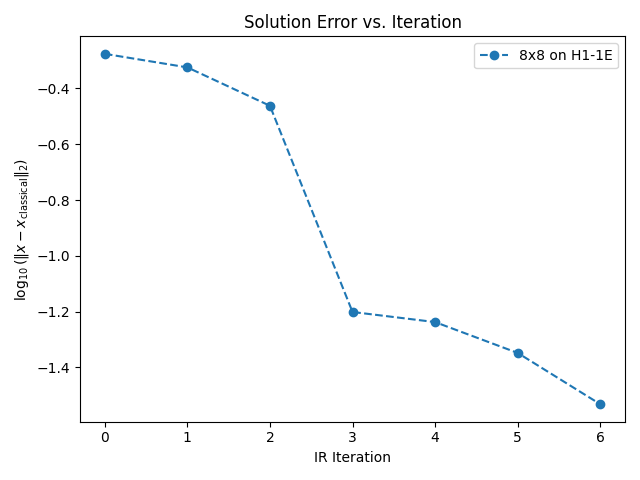 Solution Error vs. Iteration
8x8 on H1-1E
−0.4
−0.6
−0.8
−1.0
−1.2
−1.4
log₁₀(‖x − x_classical‖₂)
0 1 2 3 4 5 6
IR Iteration